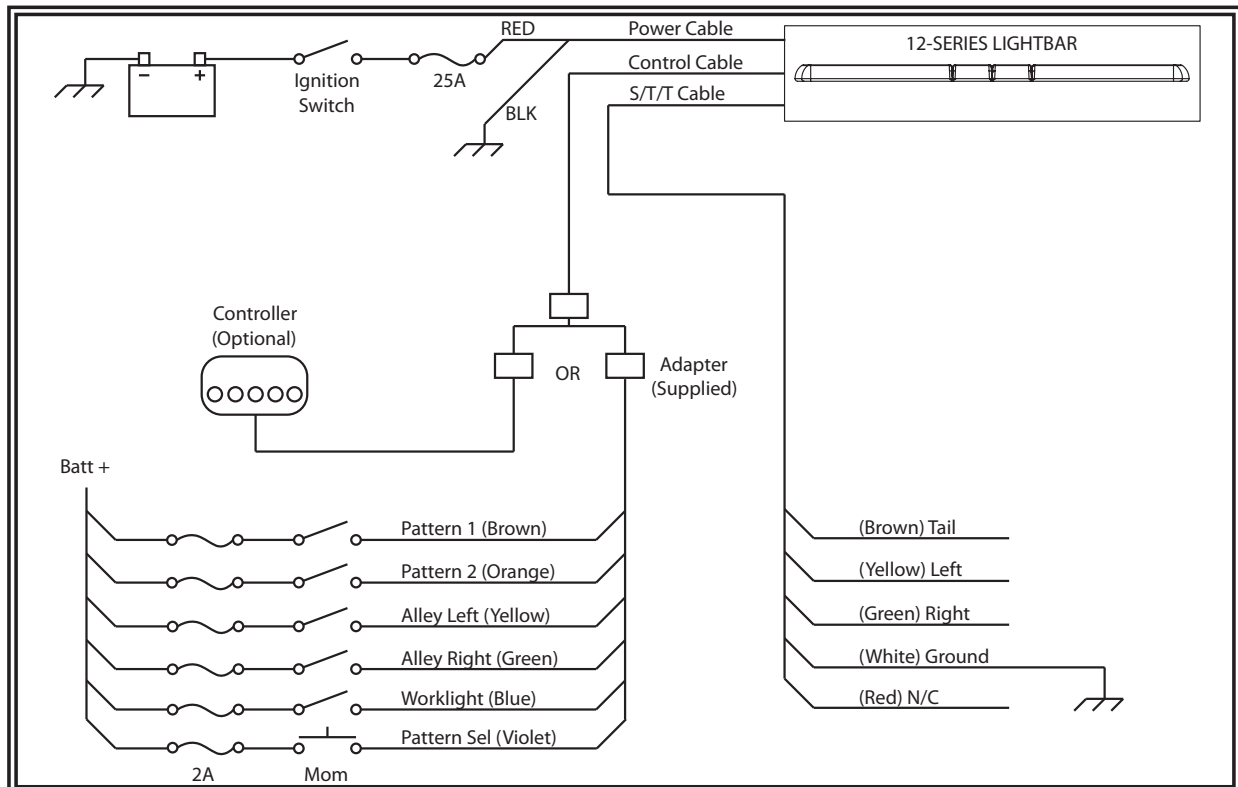 RED
Power Cable
12-SERIES LIGHTBAR
– +
Ignition
Switch
25A
Control Cable
S/T/T Cable
BLK
Controller
(Optional)
OR
Adapter
(Supplied)
Batt +
Pattern 1 (Brown)
Pattern 2 (Orange)
Alley Left (Yellow)
Alley Right (Green)
Worklight (Blue)
Pattern Sel (Violet)
2A
Mom
(Brown) Tail
(Yellow) Left
(Green) Right
(White) Ground
(Red) N/C